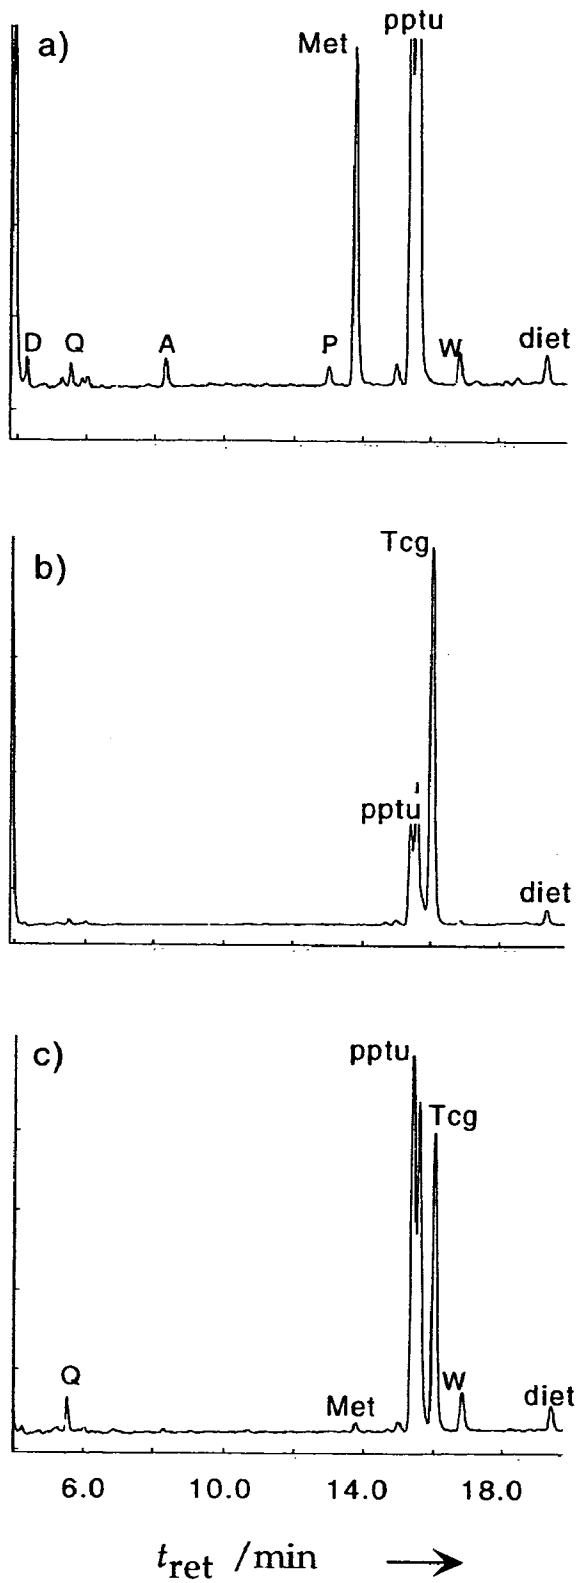 a)
Met
pptu
D
Q
A
P
W
diet
b)
Tcg
pptu
diet
c)
pptu
Tcg
Q
Met
W
diet
6.0 10.0 14.0 18.0
t_ret /min